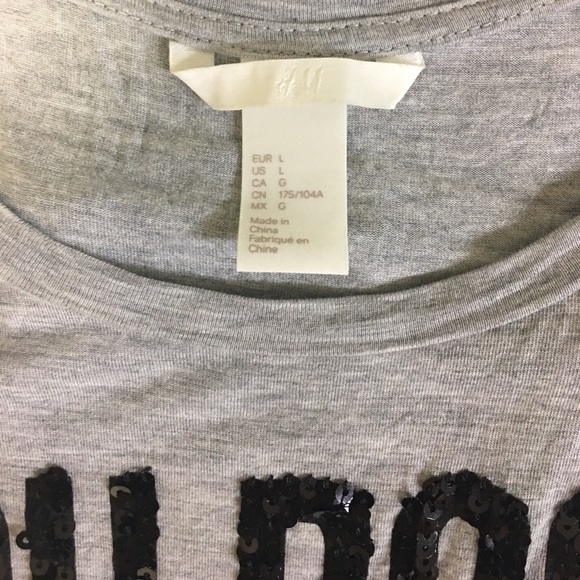 H&M
EUR L
US L
CA G
CN 175/104A
MX G
Made in
China
Fabriqué en
Chine